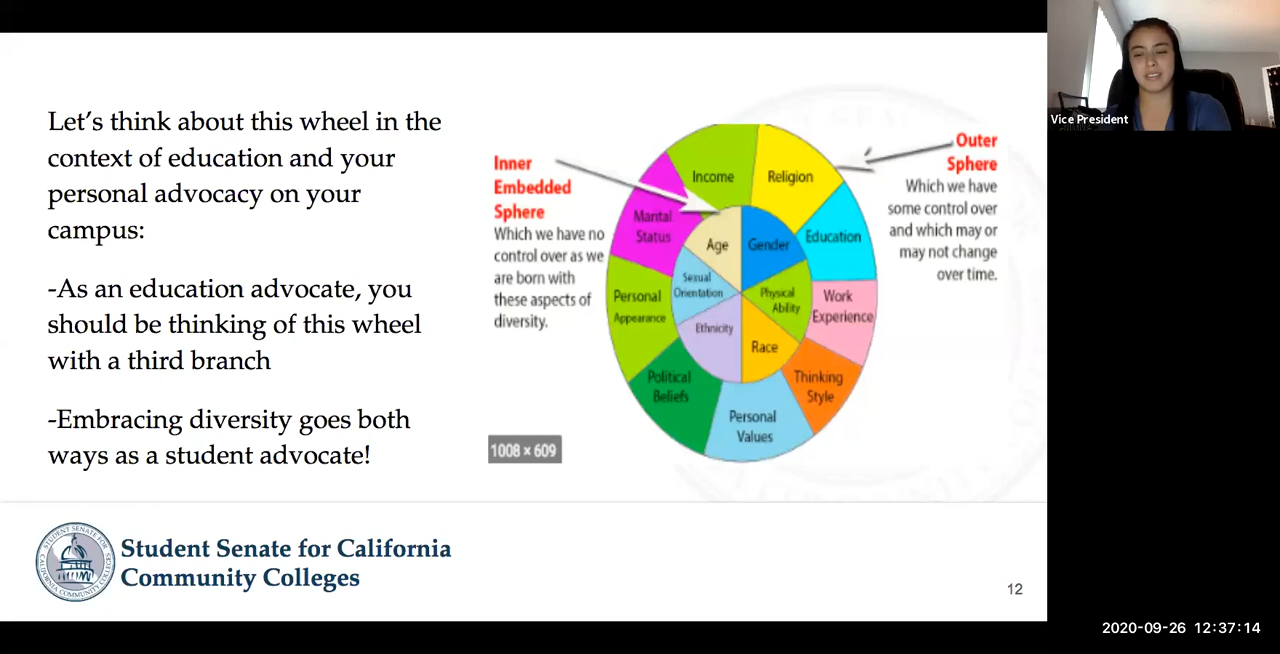 Let's think about this wheel in the
context of education and your
personal advocacy on your
campus:
-As an education advocate, you
should be thinking of this wheel
with a third branch
-Embracing diversity goes both
ways as a student advocate!
Inner
Embedded
Sphere
Which we have no
control over as we
are born with
these aspects of
diversity.
Income
Religion
Marital
Status
Education
Age
Gender
Sexual
Orientation
Physical
Ability
Personal
Appearance
Work
Experience
Ethnicity
Race
Political
Beliefs
Thinking
Style
Personal
Values
Outer
Sphere
Which we have
some control over
and which may or
may not change
over time.
1008 × 609
STUDENT SENATE FOR
CALIFORNIA COMMUNITY COLLEGES
Student Senate for California
Community Colleges
12
Vice President
2020-09-26 12:37:14